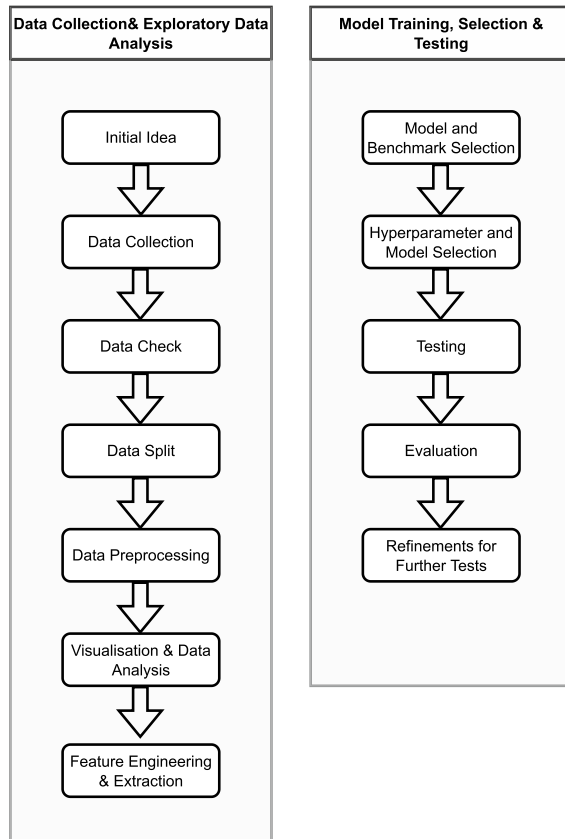 Data Collection& Exploratory Data
Analysis
Initial Idea
Data Collection
Data Check
Data Split
Data Preprocessing
Visualisation & Data
Analysis
Feature Engineering
& Extraction
Model Training, Selection &
Testing
Model and
Benchmark Selection
Hyperparameter and
Model Selection
Testing
Evaluation
Refinements for
Further Tests